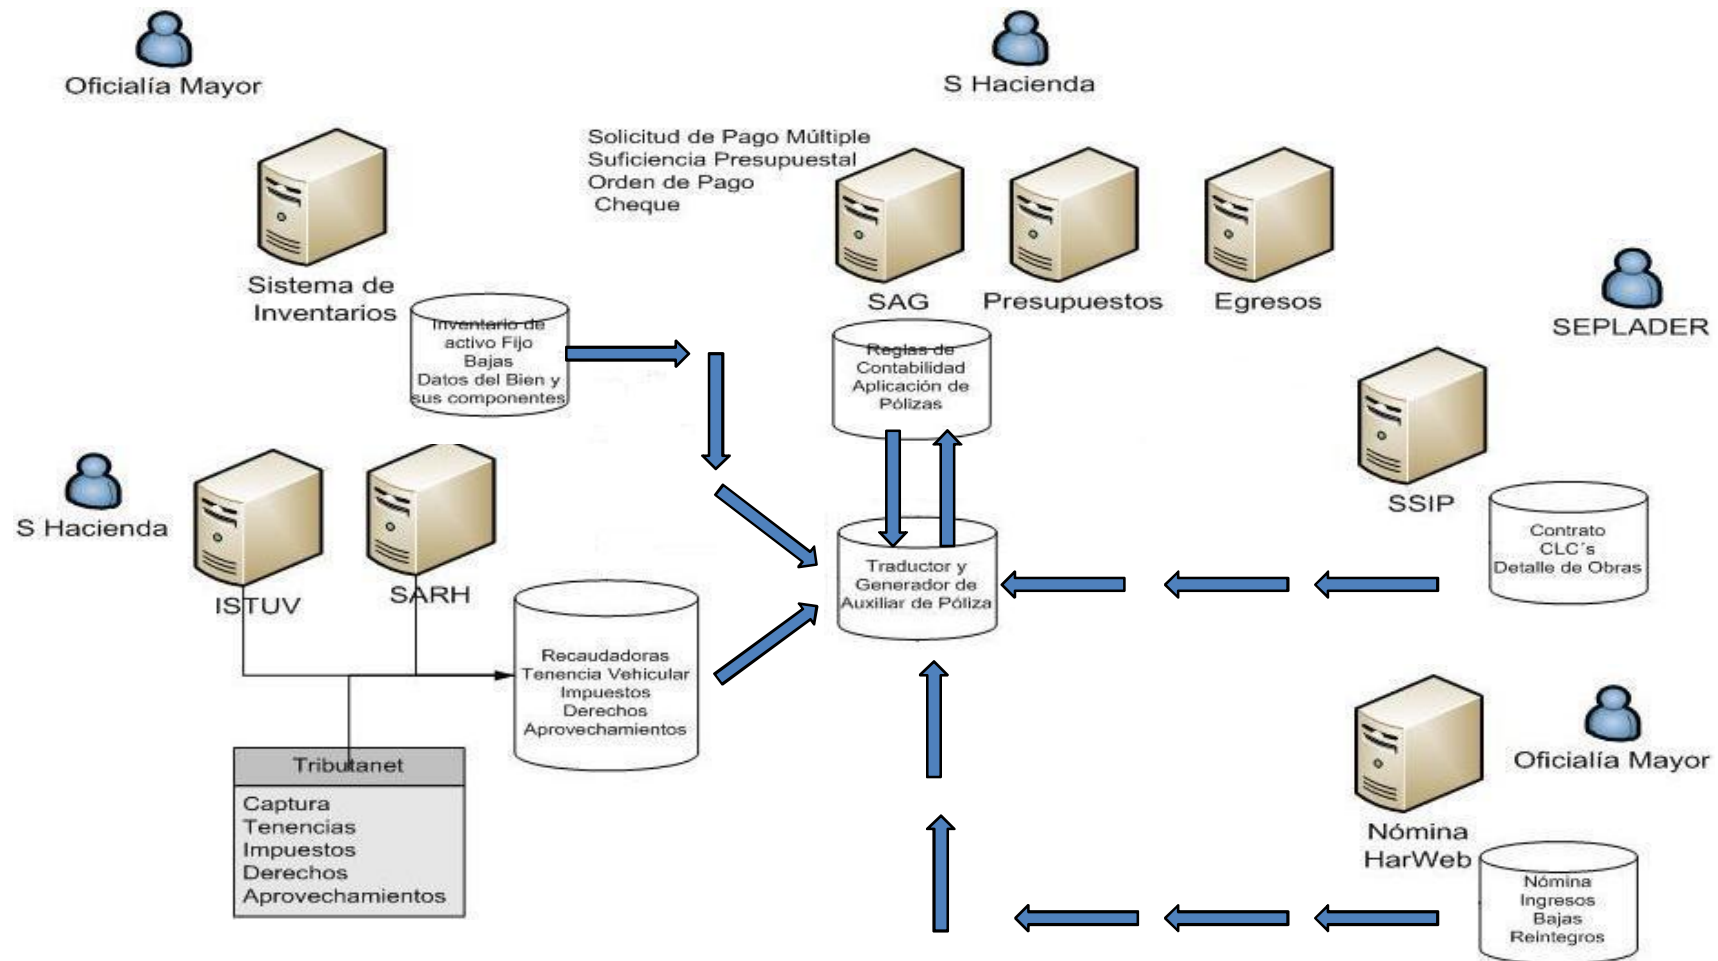 Oficialía Mayor
S Hacienda
Solicitud de Pago Múltiple
Suficiencia Presupuestal
Orden de Pago
Cheque
Sistema de
Inventarios
SAG
Presupuestos
Egresos
SEPLADER
Inventario de
activo Fijo
Bajas
Datos del Bien y
sus componentes
Reglas de
Contabilidad
Aplicación de
Pólizas
S Hacienda
ISTUV
SARH
SSIP
Contrato
CLC´s
Detalle de Obras
Traductor y
Generador de
Auxiliar de Póliza
Recaudadoras
Tenencia Vehicular
Impuestos
Derechos
Aprovechamientos
Tributanet
Captura
Tenencias
Impuestos
Derechos
Aprovechamientos
Oficialía Mayor
Nómina
HarWeb
Nómina
Ingresos
Bajas
Reintegros